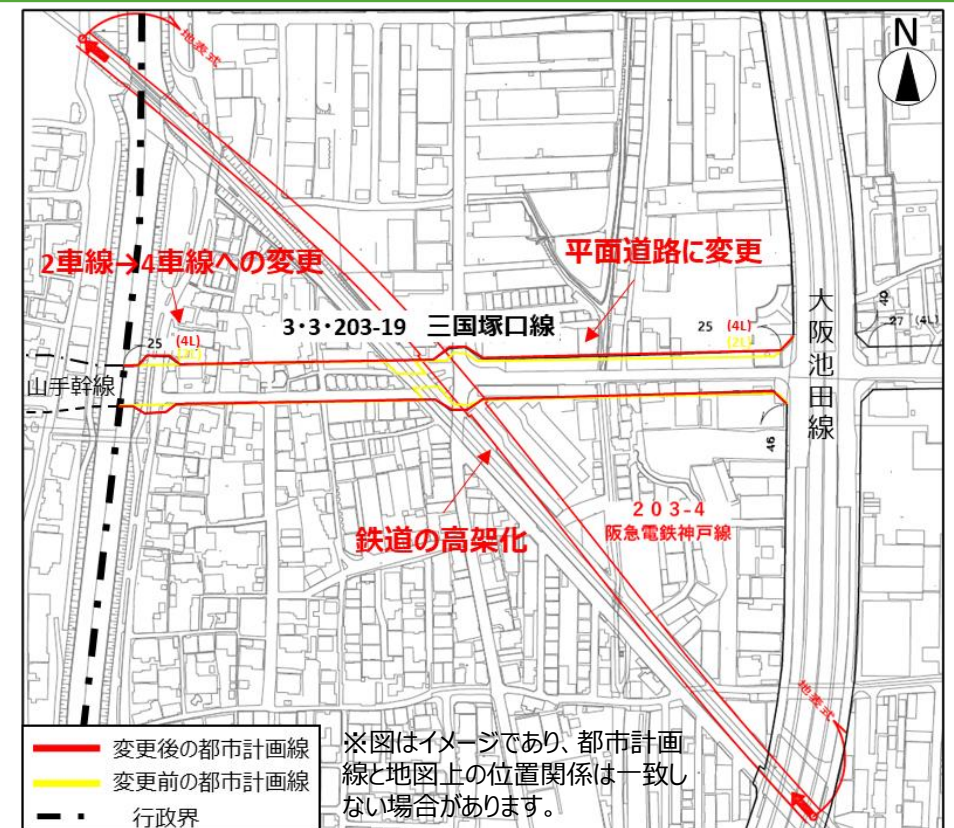 N
地表式
2車線→4車線への変更
平面道路に変更
3・3・203-19 三国塚口線
25 (4L)
(2L)
25 (4L)
(2L)
山手幹線
大阪池田線
40
27 (4L)
46
鉄道の高架化
203-4
阪急電鉄神戸線
地表式
変更後の都市計画線
変更前の都市計画線
行政界
※図はイメージであり、都市計画
線と地図上の位置関係は一致し
ない場合があります。